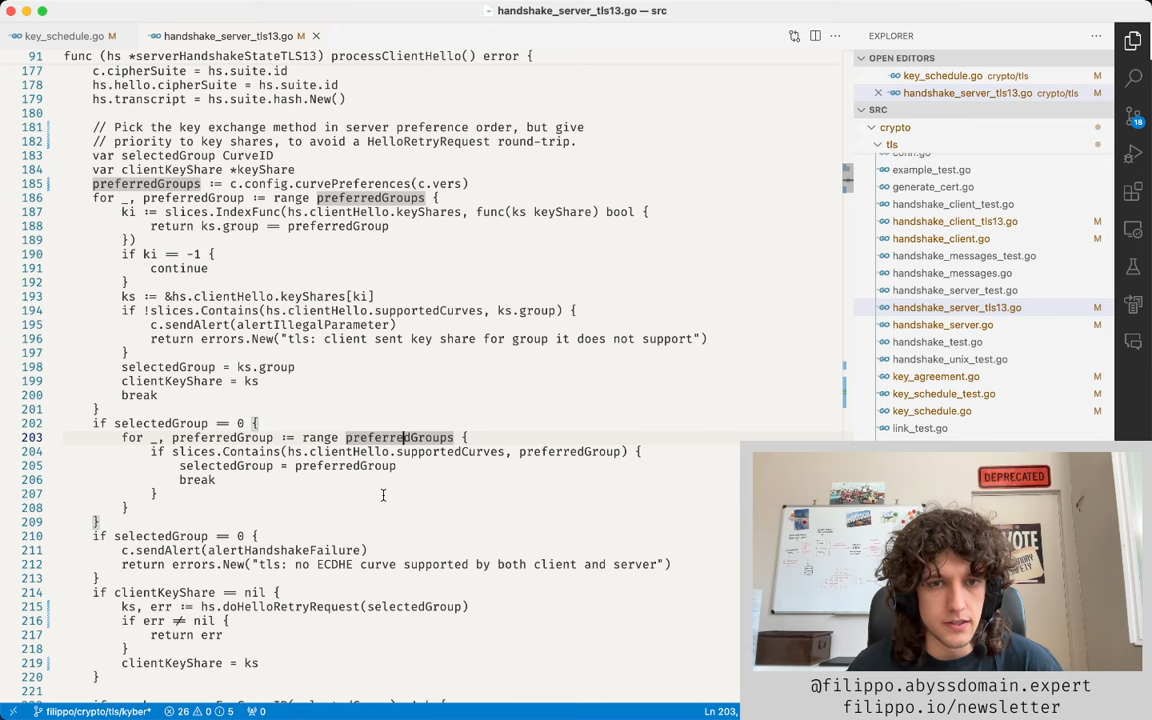 handshake_server_tls13.go — src
key_schedule.go M
handshake_server_tls13.go M
91 func (hs *serverHandshakeStateTLS13) processClientHello() error {
177 c.cipherSuite = hs.suite.id
178 hs.hello.cipherSuite = hs.suite.id
179 hs.transcript = hs.suite.hash.New()
180
181 // Pick the key exchange method in server preference order, but give
182 // priority to key shares, to avoid a HelloRetryRequest round-trip.
183 var selectedGroup CurveID
184 var clientKeyShare *keyShare
185 preferredGroups := c.config.curvePreferences(c.vers)
186 for _, preferredGroup := range preferredGroups {
187 ki := slices.IndexFunc(hs.clientHello.keyShares, func(ks keyShare) bool {
188 return ks.group == preferredGroup
189 })
190 if ki == -1 {
191 continue
192 }
193 ks := &hs.clientHello.keyShares[ki]
194 if !slices.Contains(hs.clientHello.supportedCurves, ks.group) {
195 c.sendAlert(alertIllegalParameter)
196 return errors.New("tls: client sent key share for group it does not support")
197 }
198 selectedGroup = ks.group
199 clientKeyShare = ks
200 break
201 }
202 if selectedGroup == 0 {
203 for _, preferredGroup := range preferredGroups {
204 if slices.Contains(hs.clientHello.supportedCurves, preferredGroup) {
205 selectedGroup = preferredGroup
206 break
207 }
208 }
209 }
210 if selectedGroup == 0 {
211 c.sendAlert(alertHandshakeFailure)
212 return errors.New("tls: no ECDHE curve supported by both client and server")
213 }
214 if clientKeyShare == nil {
215 ks, err := hs.doHelloRetryRequest(selectedGroup)
216 if err != nil {
217 return err
218 }
219 clientKeyShare = ks
220 }
221
filippo/crypto/tls/kyber* 26 0 5 0 Ln 203,
EXPLORER
OPEN EDITORS
key_schedule.go crypto/tls M
handshake_server_tls13.go crypto/tls M
SRC
crypto
tls
conn.go
example_test.go
generate_cert.go
handshake_client_test.go
handshake_client_tls13.go M
handshake_client.go M
handshake_messages_test.go
handshake_messages.go
handshake_server_test.go
handshake_server_tls13.go M
handshake_server.go M
handshake_test.go
handshake_unix_test.go
key_agreement.go M
key_schedule_test.go M
key_schedule.go M
link_test.go
18
DEPRECATED
VOTE
@filippo.abyssdomain.expert
filippo.io/newsletter